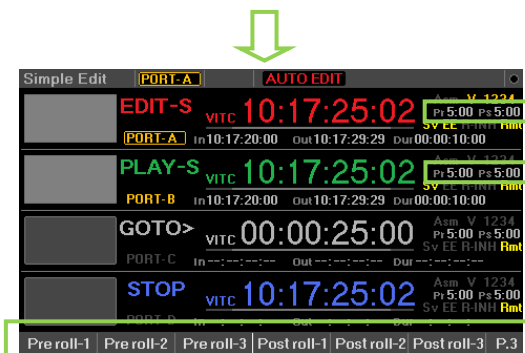 Simple Edit PORT-A AUTO EDIT
EDIT-S VITC 10:17:25:02 Asm V 1234
Pr 5:00 Ps 5:00
Sv EE R-INH Rmt
PORT-A In 10:17:20:00 Out 10:17:29:29 Dur 00:00:10:00
PLAY-S VITC 10:17:25:02 Asm V 1234
Pr 5:00 Ps 5:00
Sv EE R-INH Rmt
PORT-B In 10:17:20:00 Out 10:17:29:29 Dur 00:00:10:00
GOTO> VITC 00:00:25:00 Asm V 1234
Pr 5:00 Ps 5:00
Sv EE R-INH Rmt
PORT-C In --:--:--:-- Out --:--:--:-- Dur --:--:--:--
STOP VITC 10:17:25:02 Asm V 1234
Pr 5:00 Ps 5:00
Sv EE R-INH Rmt
PORT-D In --:--:--:-- Out --:--:--:-- Dur --:--:--:--
Pre roll-1 Pre roll-2 Pre roll-3 Post roll-1 Post roll-2 Post roll-3 P.3